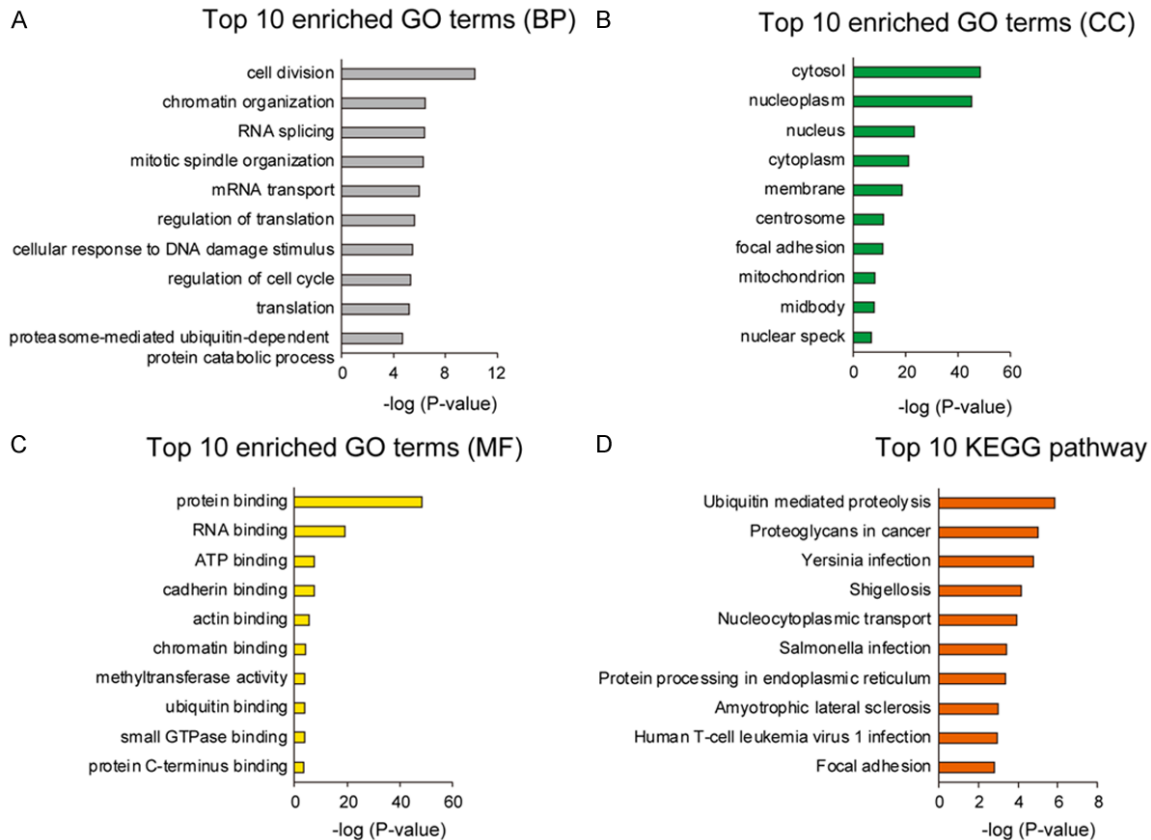 A
Top 10 enriched GO terms (BP)
cell division
chromatin organization
RNA splicing
mitotic spindle organization
mRNA transport
regulation of translation
cellular response to DNA damage stimulus
regulation of cell cycle
translation
proteasome-mediated ubiquitin-dependent
protein catabolic process
0 4 8 12
-log (P-value)
B
Top 10 enriched GO terms (CC)
cytosol
nucleoplasm
nucleus
cytoplasm
membrane
centrosome
focal adhesion
mitochondrion
midbody
nuclear speck
0 20 40 60
-log (P-value)
C
Top 10 enriched GO terms (MF)
protein binding
RNA binding
ATP binding
cadherin binding
actin binding
chromatin binding
methyltransferase activity
ubiquitin binding
small GTPase binding
protein C-terminus binding
0 20 40 60
-log (P-value)
D
Top 10 KEGG pathway
Ubiquitin mediated proteolysis
Proteoglycans in cancer
Yersinia infection
Shigellosis
Nucleocytoplasmic transport
Salmonella infection
Protein processing in endoplasmic reticulum
Amyotrophic lateral sclerosis
Human T-cell leukemia virus 1 infection
Focal adhesion
0 2 4 6 8
-log (P-value)